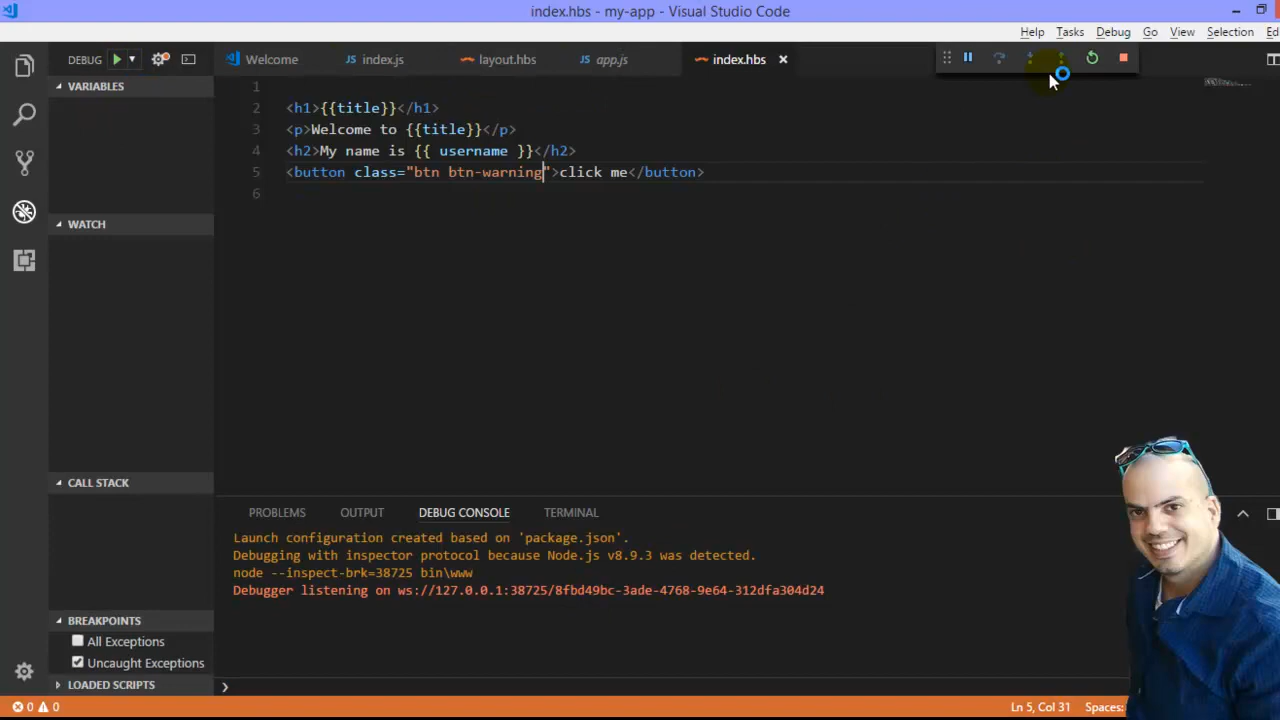 index.hbs - my-app - Visual Studio Code
Help Tasks Debug Go View Selection Ed
DEBUG
Welcome
JS index.js
layout.hbs
JS app.js
index.hbs ×
VARIABLES
WATCH
CALL STACK
BREAKPOINTS
All Exceptions
Uncaught Exceptions
LOADED SCRIPTS
1
2 <h1>{{title}}</h1>
3 <p>Welcome to {{title}}</p>
4 <h2>My name is {{ username }}</h2>
5 <button class="btn btn-warning">click me</button>
6
PROBLEMS OUTPUT DEBUG CONSOLE TERMINAL
Launch configuration created based on 'package.json'.
Debugging with inspector protocol because Node.js v8.9.3 was detected.
node --inspect-brk=38725 bin\www
Debugger listening on ws://127.0.0.1:38725/8fbd49bc-3ade-4768-9e64-312dfa304d24
0 0 Ln 5, Col 31 Spaces: